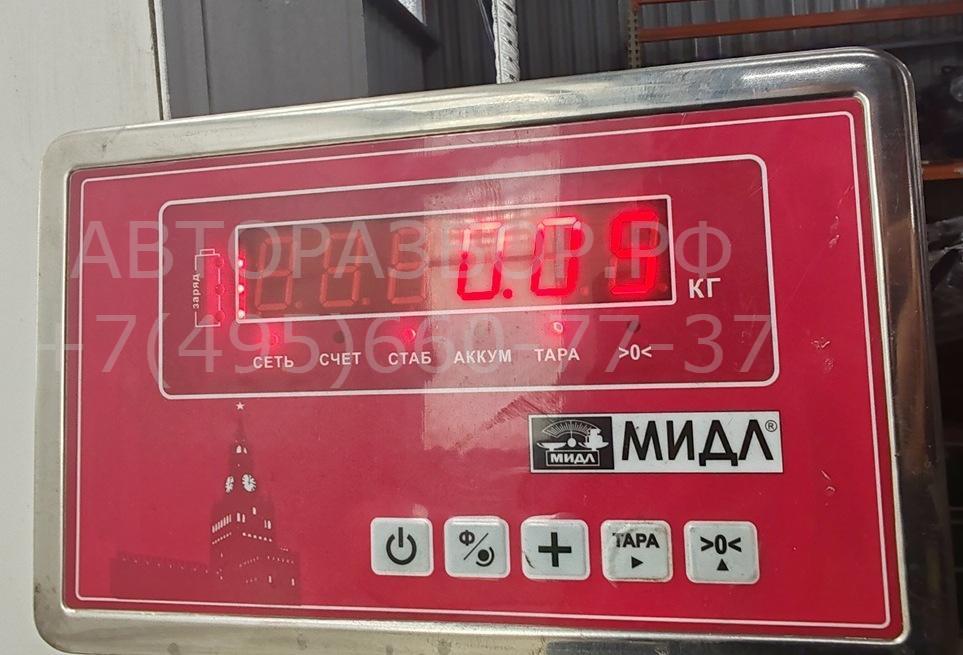 АВТОРАЗБОР.РФ
заряд
0.09
КГ
+7(495)660-77-37
СЕТЬ СЧЕТ СТАБ АККУМ ТАРА >0<
МИДЛ МИДЛ®
Ф ТАРА >0<